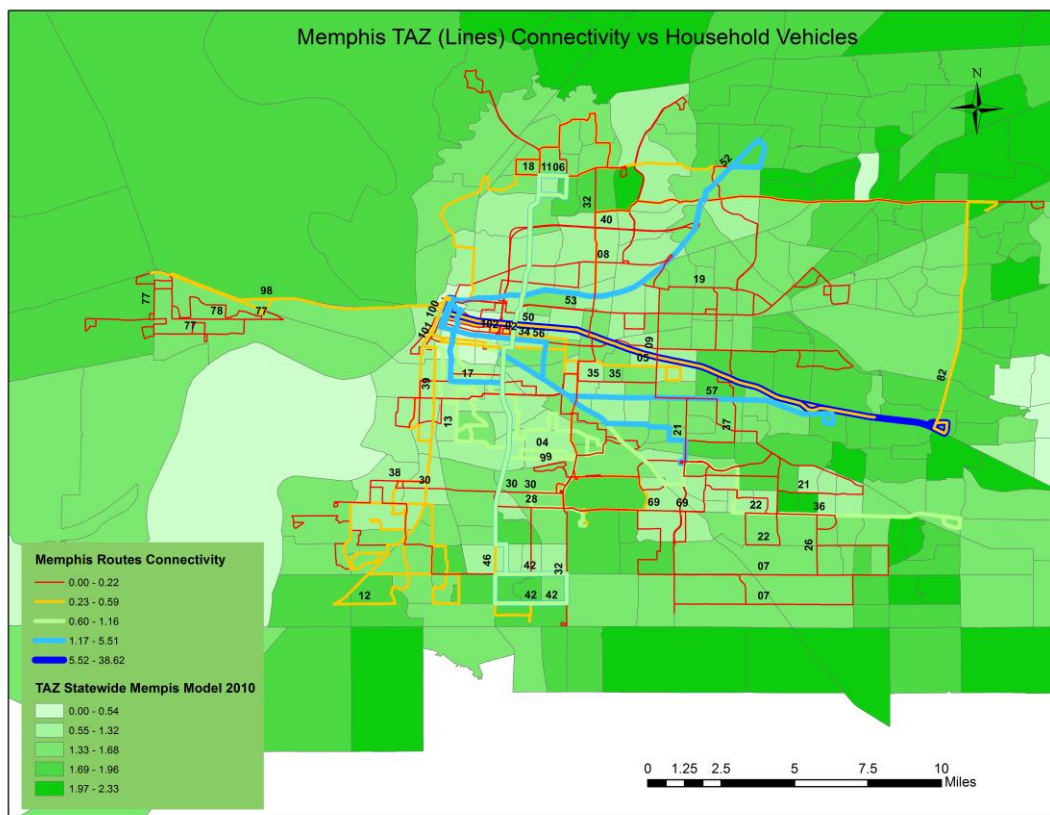 Memphis TAZ (Lines) Connectivity vs Household Vehicles
N
52
18 1106
32
40
08
19
98
77
78 77
77
100
101
53
50
102 02
34 56
09
05
82
35 35
17
39
57
13
21
37
04
99
38
30
30 30
28
69 69
21
22
36
22
26
46
42
32
07
12
42 42
07
Memphis Routes Connectivity
0.00 - 0.22
0.23 - 0.59
0.60 - 1.16
1.17 - 5.51
5.52 - 38.62
TAZ Statewide Mempis Model 2010
0.00 - 0.54
0.55 - 1.32
1.33 - 1.68
1.69 - 1.96
1.97 - 2.33
0 1.25 2.5 5 7.5 10
Miles